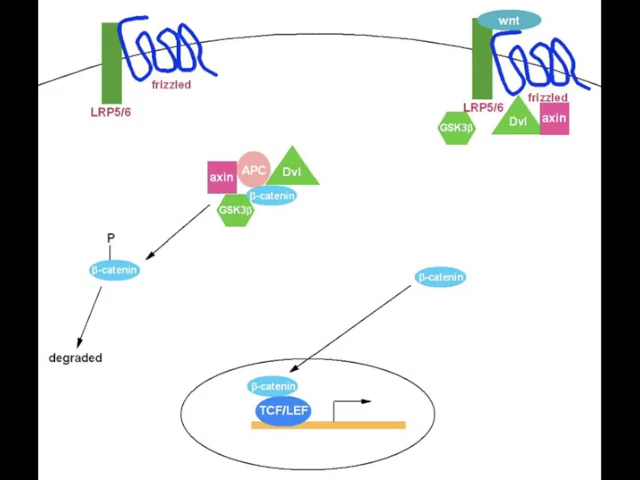 wnt
frizzled
LRP5/6
frizzled
LRP5/6
GSK3β
Dvl
axin
axin
APC
Dvl
β-catenin
GSK3β
P
β-catenin
β-catenin
degraded
β-catenin
TCF/LEF